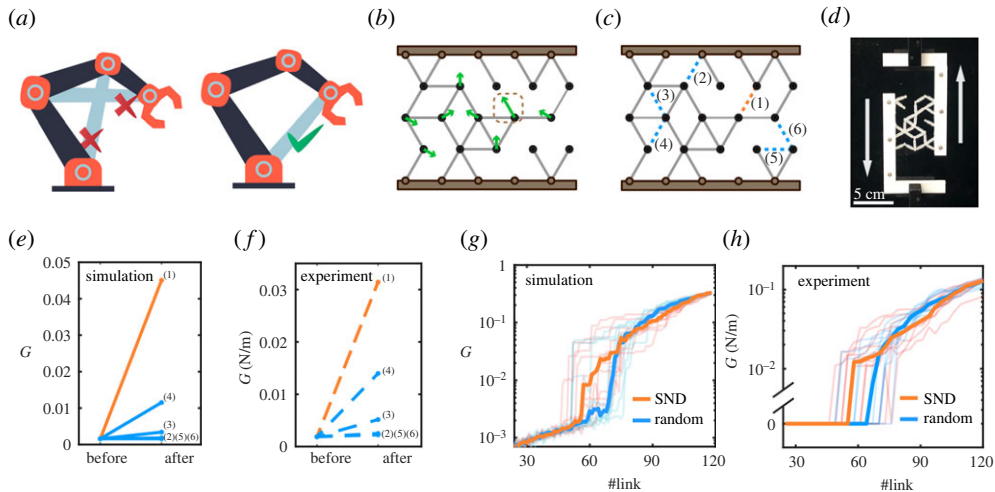 (a)
(b)
(c)
(d)
(2)
(3)
(1)
(6)
(4)
(5)
5 cm
(e)
(f)
(g)
(h)
0.05
0.04
0.03
0.02
0.01
0
G
simulation
(1)
(4)
(3)
(2)(5)(6)
before
after
0.03
0.02
0.01
0
G (N/m)
experiment
(1)
(4)
(3)
(2)(5)(6)
before
after
1
10⁻¹
10⁻²
10⁻³
G
simulation
SND
random
30
60
90
120
#link
10⁻¹
10⁻²
0
G (N/m)
experiment
SND
random
30
60
90
120
#link